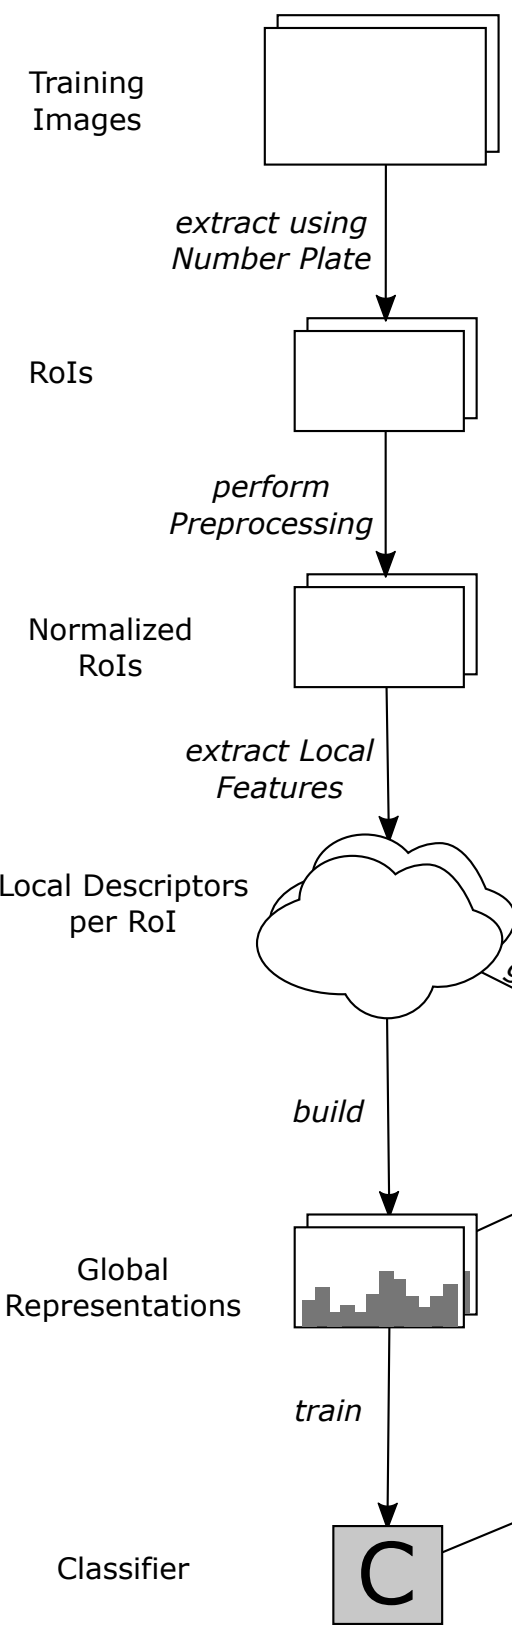 Training
Images
extract using
Number Plate
RoIs
perform
Preprocessing
Normalized
RoIs
extract Local
Features
Local Descriptors
per RoI
build
Global
Representations
train
Classifier
C